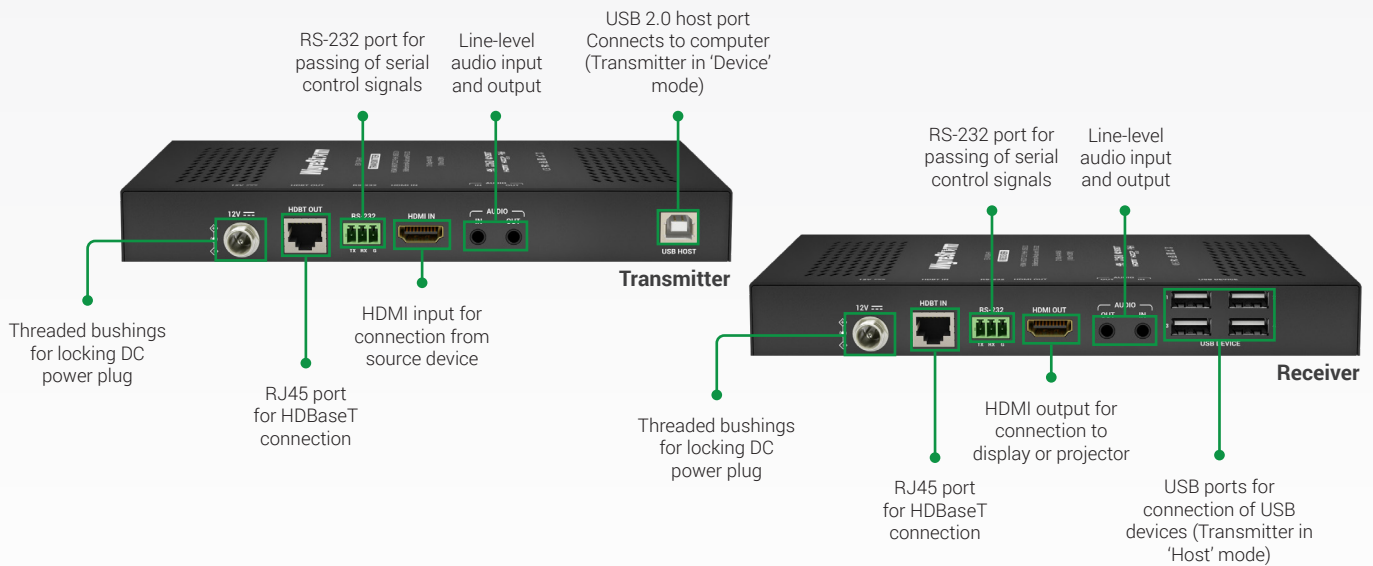 USB 2.0 host port
Connects to computer
(Transmitter in ‘Device’
mode)
RS-232 port for
passing of serial
control signals
Line-level
audio input
and output
12V
HDBT OUT
RS-232
TX RX G
HDMI IN
AUDIO
IN OUT
USB HOST
Transmitter
Threaded bushings
for locking DC
power plug
RJ45 port
for HDBaseT
connection
HDMI input for
connection from
source device
RS-232 port for
passing of serial
control signals
Line-level
audio input
and output
12V
HDBT IN
RS-232
TX RX G
HDMI OUT
AUDIO
OUT IN
USB DEVICE
Receiver
Threaded bushings
for locking DC
power plug
RJ45 port
for HDBaseT
connection
HDMI output for
connection to
display or projector
USB ports for
connection of USB
devices (Transmitter in
‘Host’ mode)